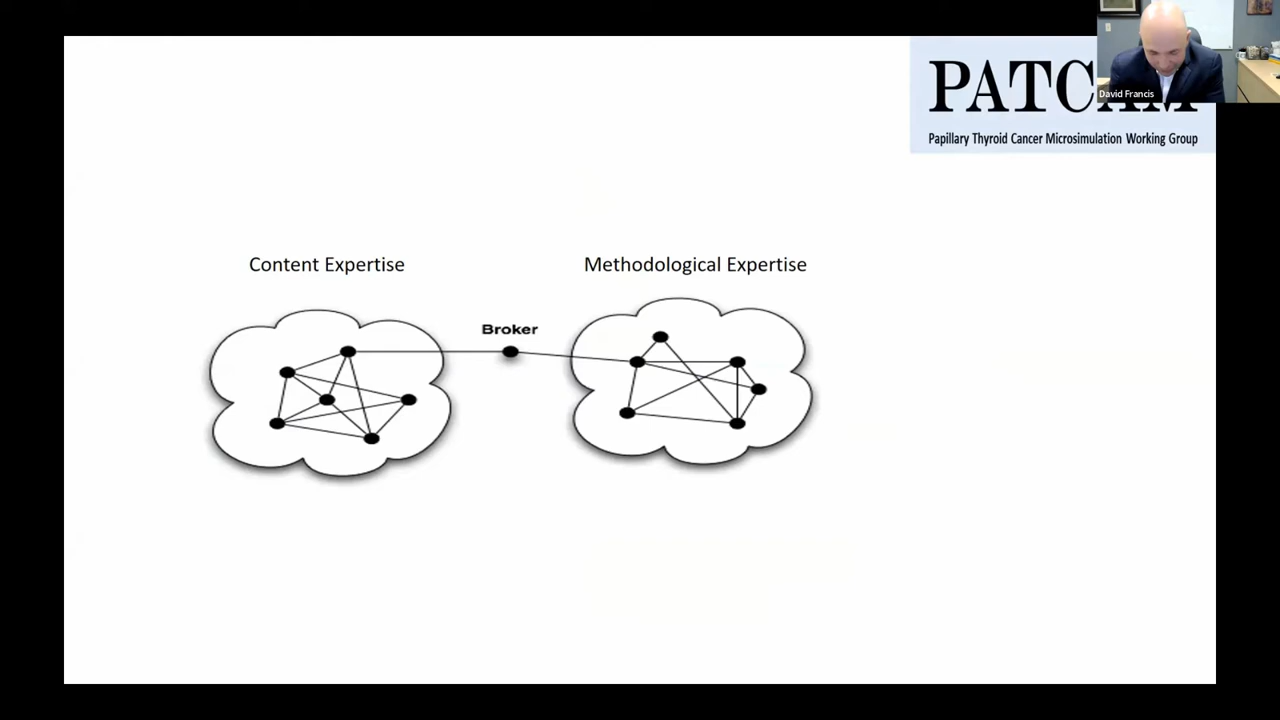 PATCAM
David Francis
Papillary Thyroid Cancer Microsimulation Working Group
Content Expertise
Methodological Expertise
Broker